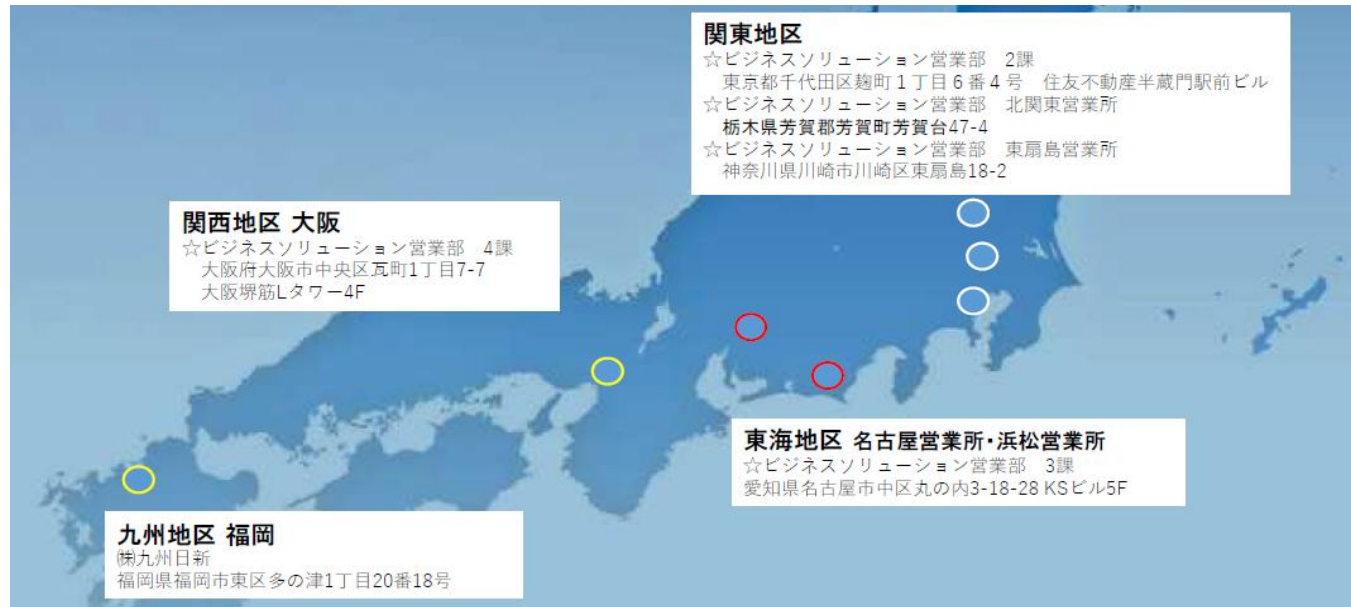 関東地区
☆ビジネスソリューション営業部　2課
東京都千代田区麹町１丁目６番４号　住友不動産半蔵門駅前ビル
☆ビジネスソリューション営業部　北関東営業所
栃木県芳賀郡芳賀町芳賀台47-4
☆ビジネスソリューション営業部　東扇島営業所
神奈川県川崎市川崎区東扇島18-2
関西地区 大阪
☆ビジネスソリューション営業部　4課
大阪府大阪市中央区瓦町1丁目7-7
大阪堺筋Lタワー4F
東海地区 名古屋営業所・浜松営業所
☆ビジネスソリューション営業部　3課
愛知県名古屋市中区丸の内3-18-28 KSビル5F
九州地区 福岡
㈱九州日新
福岡県福岡市東区多の津1丁目20番18号